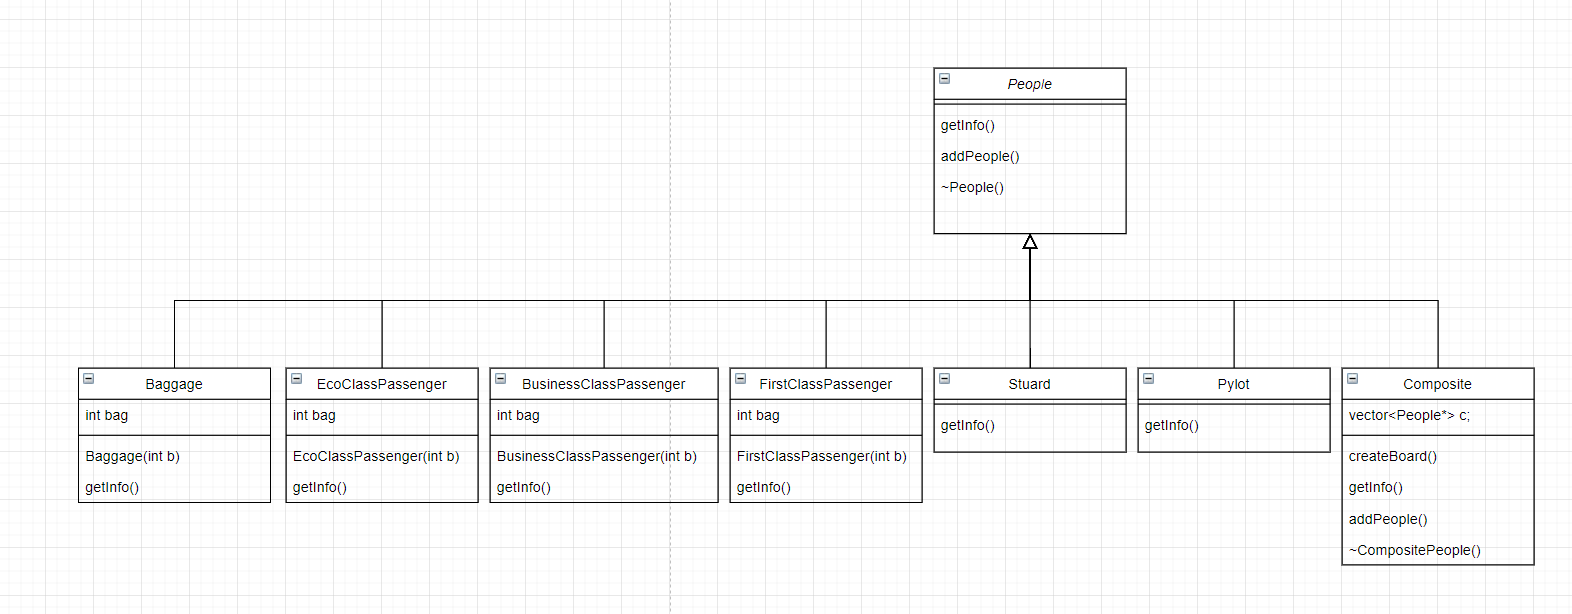 People
getInfo()
addPeople()
~People()
Baggage
int bag
Baggage(int b)
getInfo()
EcoClassPassenger
int bag
EcoClassPassenger(int b)
getInfo()
BusinessClassPassenger
int bag
BusinessClassPassenger(int b)
getInfo()
FirstClassPassenger
int bag
FirstClassPassenger(int b)
getInfo()
Stuard
getInfo()
Pylot
getInfo()
Composite
vector<People*> c;
createBoard()
getInfo()
addPeople()
~CompositePeople()